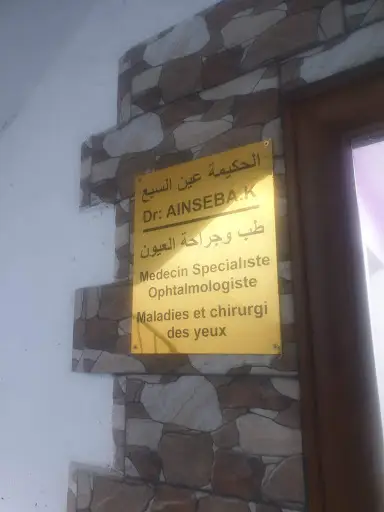 الحكيمة عين السبع
Dr: AINSEBA.K
طب وجراحة العيون
Medecin Specialiste
Ophtalmologiste
Maladies et chirurgi
des yeux